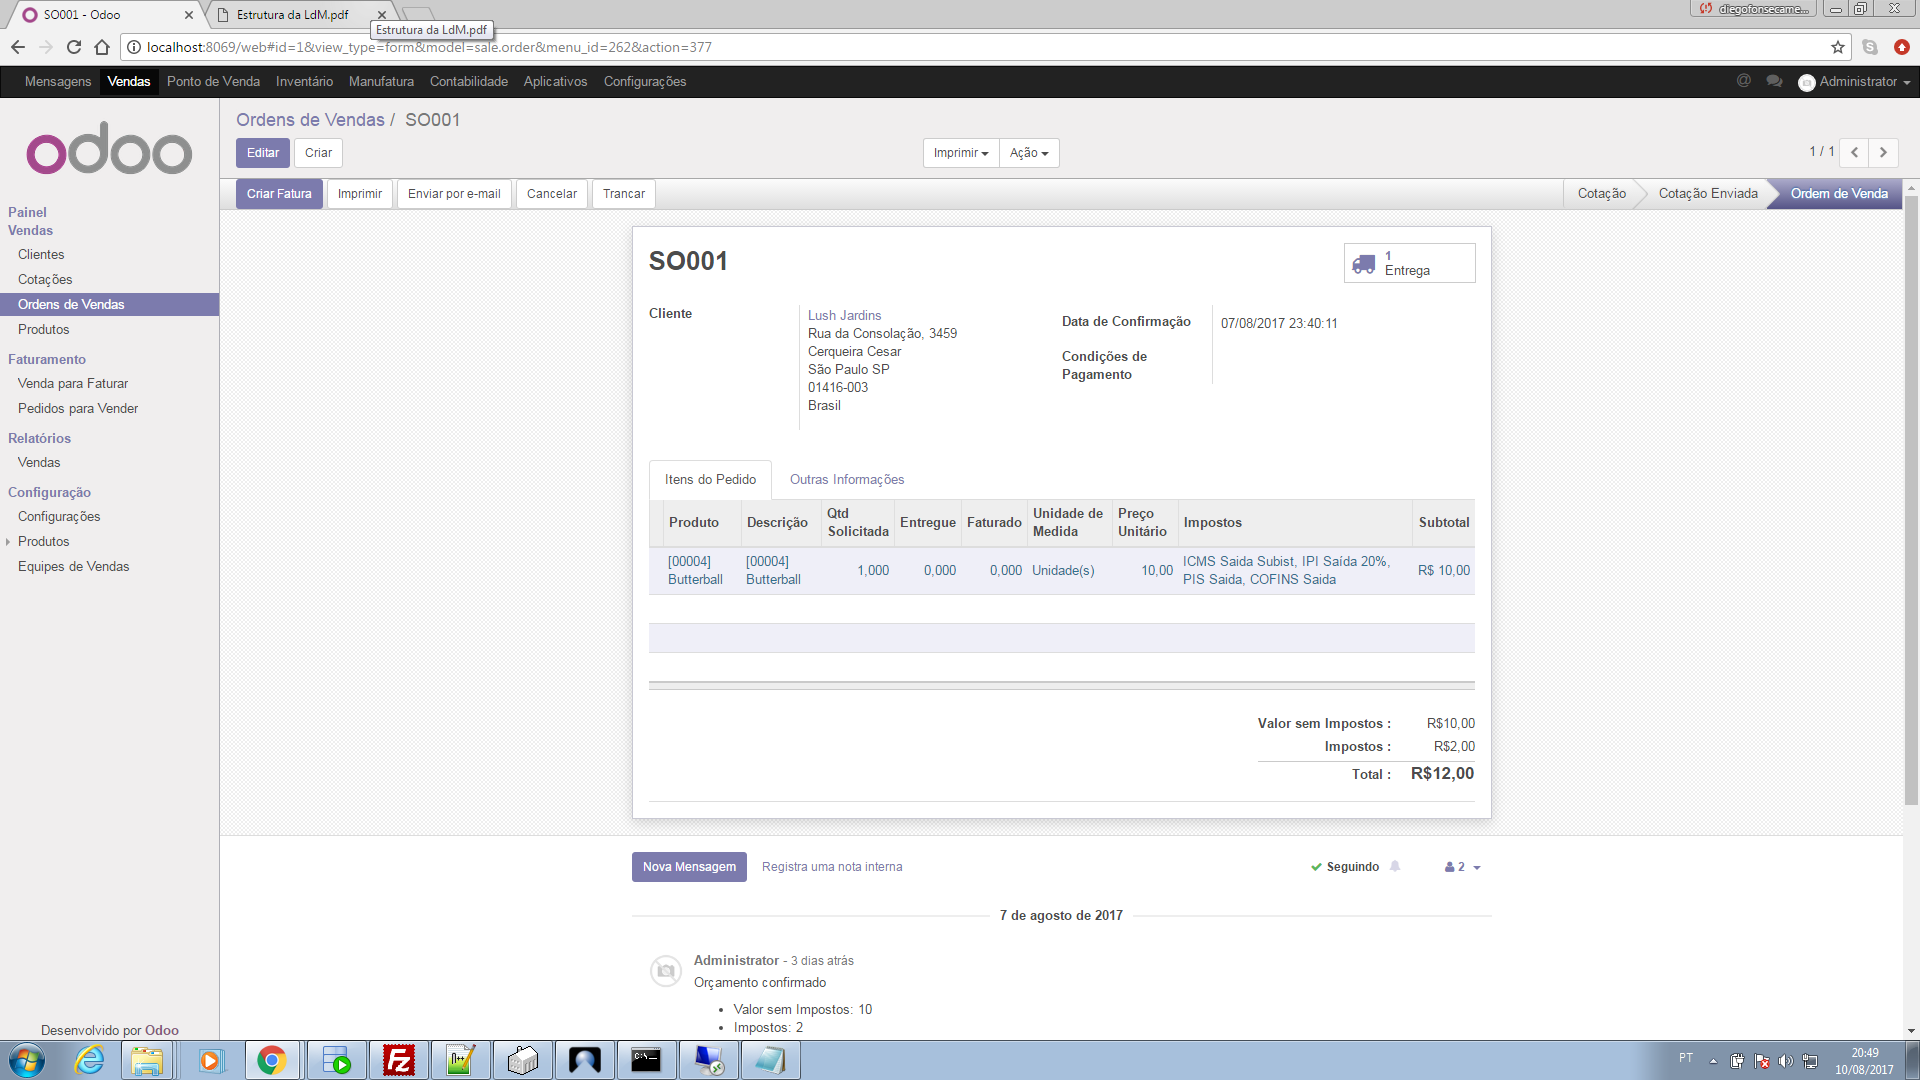 SO001 - Odoo
Estrutura da LdM.pdf
diegofonsecame...
Estrutura da LdM.pdf
localhost:8069/web#id=1&view_type=form&model=sale.order&menu_id=262&action=377
Mensagens Vendas Ponto de Venda Inventário Manufatura Contabilidade Aplicativos Configurações
@ Administrator
odoo
Ordens de Vendas / SO001
Editar Criar
Imprimir Ação
1 / 1
Criar Fatura Imprimir Enviar por e-mail Cancelar Trancar
Cotação Cotação Enviada Ordem de Venda
Painel
Vendas
Clientes
Cotações
Ordens de Vendas
Produtos
Faturamento
Venda para Faturar
Pedidos para Vender
Relatórios
Vendas
Configuração
Configurações
Produtos
Equipes de Vendas
Desenvolvido por Odoo
SO001
1
Entrega
Cliente
Lush Jardins
Rua da Consolação, 3459
Cerqueira Cesar
São Paulo SP
01416-003
Brasil
Data de Confirmação 07/08/2017 23:40:11
Condições de
Pagamento
Itens do Pedido Outras Informações
Produto Descrição Qtd Solicitada Entregue Faturado Unidade de Medida Preço Unitário Impostos Subtotal
[00004] Butterball [00004] Butterball 1,000 0,000 0,000 Unidade(s) 10,00 ICMS Saida Subist, IPI Saída 20%, PIS Saida, COFINS Saida R$ 10,00
Valor sem Impostos : R$10,00
Impostos : R$2,00
Total : R$12,00
Nova Mensagem Registra uma nota interna
Seguindo 2
7 de agosto de 2017
Administrator - 3 dias atrás
Orçamento confirmado
• Valor sem Impostos: 10
• Impostos: 2
PT
20:49
10/08/2017